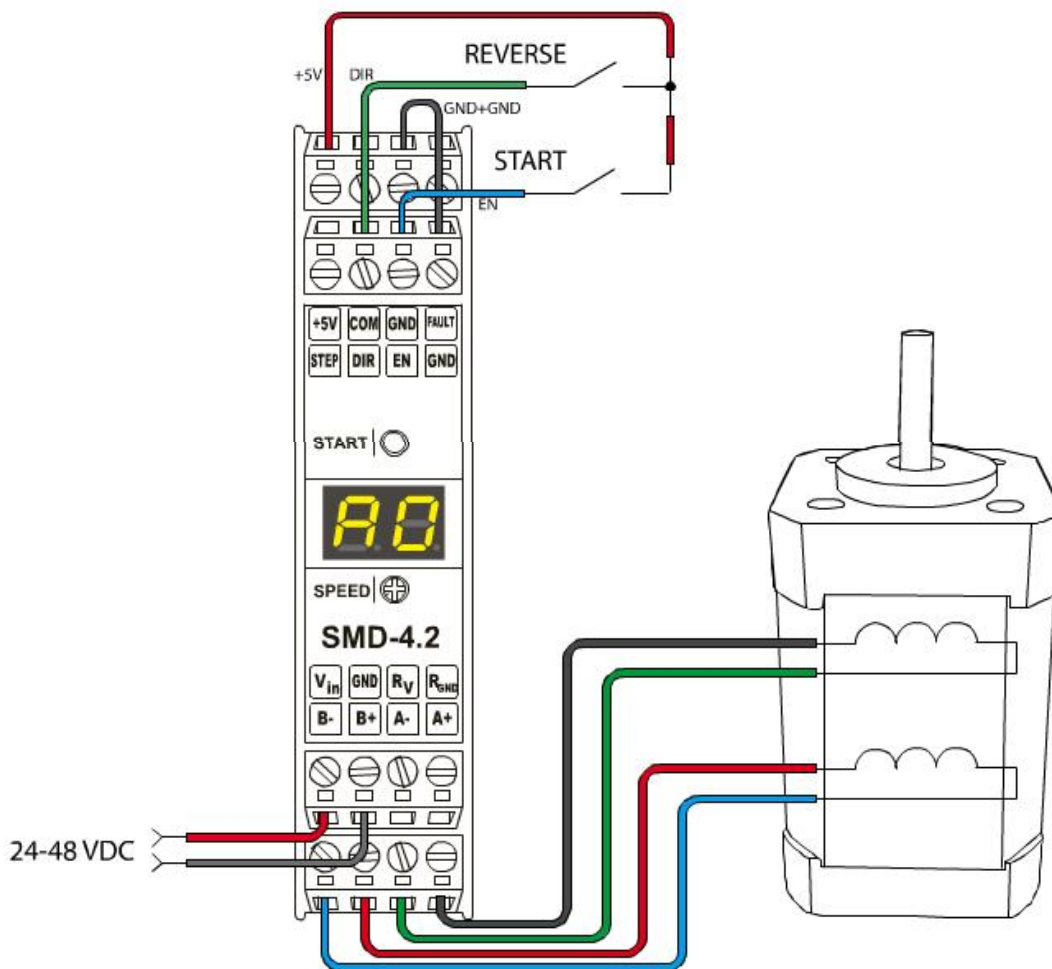 REVERSE
+5V
DIR
GND+GND
START
EN
+5V COM GND FAULT
STEP DIR EN GND
START
A0
SPEED
SMD-4.2
Vin GND RV RGND
B- B+ A- A+
24-48 VDC